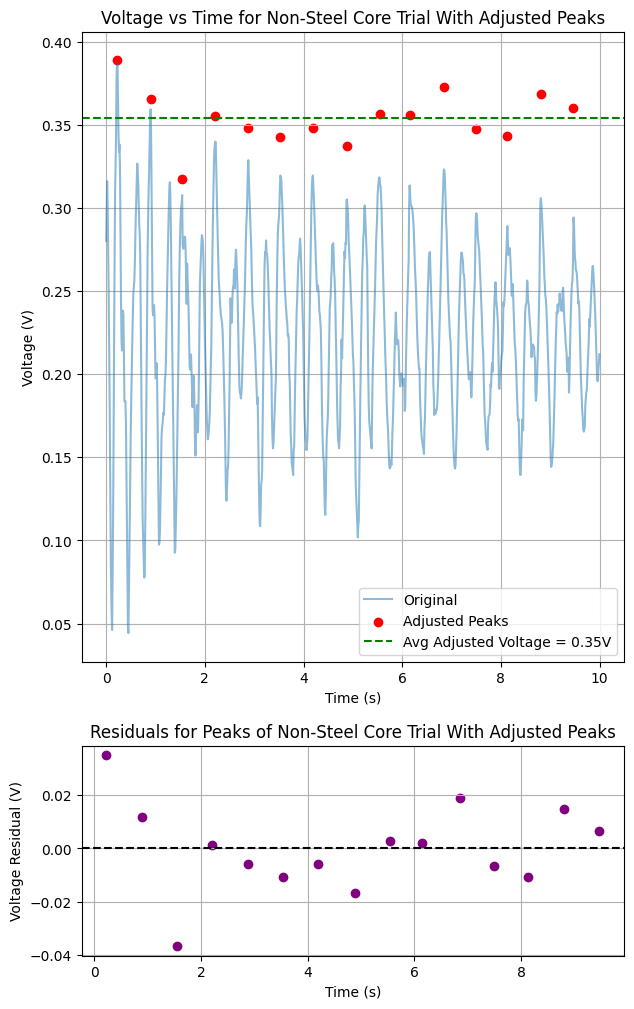 Voltage vs Time for Non-Steel Core Trial With Adjusted Peaks
0.40
0.35
0.30
0.25
0.20
0.15
0.10
0.05
Voltage (V)
Original
Adjusted Peaks
Avg Adjusted Voltage = 0.35V
0 2 4 6 8 10
Time (s)
Residuals for Peaks of Non-Steel Core Trial With Adjusted Peaks
0.02
0.00
−0.02
−0.04
Voltage Residual (V)
0 2 4 6 8
Time (s)